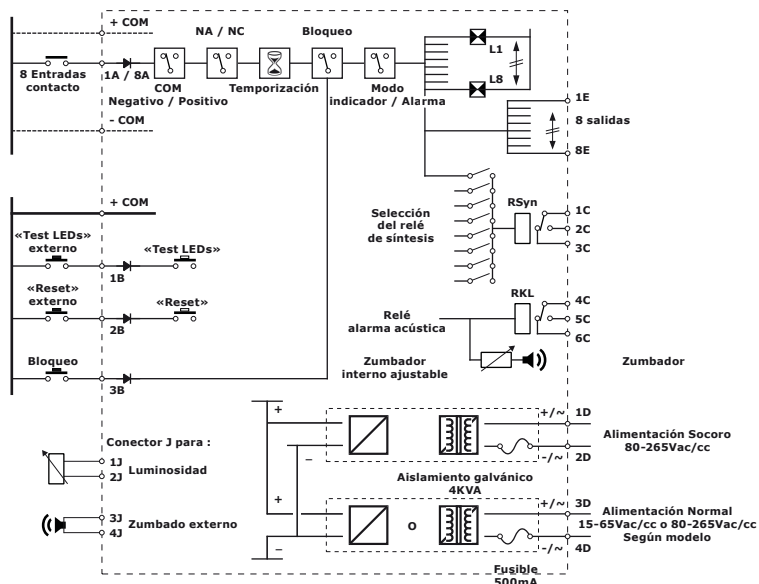 + COM
NA / NC
Bloqueo
8 Entradas
contacto
1A / 8A
COM
Negativo / Positivo
Temporización
Modo
indicador / Alarma
L1
L8
- COM
1E
8 salidas
8E
+ COM
«Test LEDs»
externo
«Test LEDs»
1B
«Reset»
externo
«Reset»
2B
Bloqueo
3B
Selección
del relé
de síntesis
RSyn
1C
2C
3C
Relé
alarma acústica
RKL
4C
5C
6C
Zumbador
interno ajustable
Zumbador
Conector J para :
1J
2J
Luminosidad
3J
4J
Zumbado externo
+
–
+/~
1D
Alimentación Socoro
80-265Vac/cc
-/~
2D
Aislamiento galvánico
4KVA
+
–
O
+/~
3D
Alimentación Normal
15-65Vac/cc o 80-265Vac/cc
Según modelo
-/~
4D
Fusible
500mA